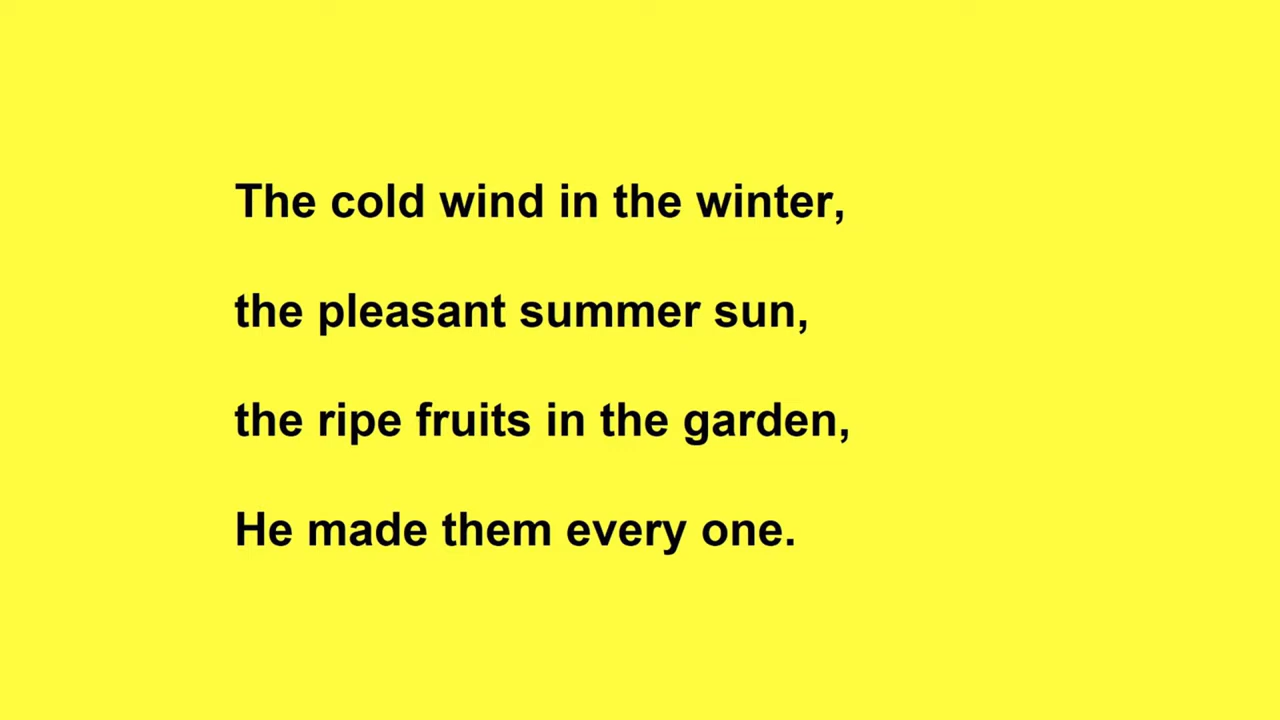 The cold wind in the winter,
the pleasant summer sun,
the ripe fruits in the garden,
He made them every one.